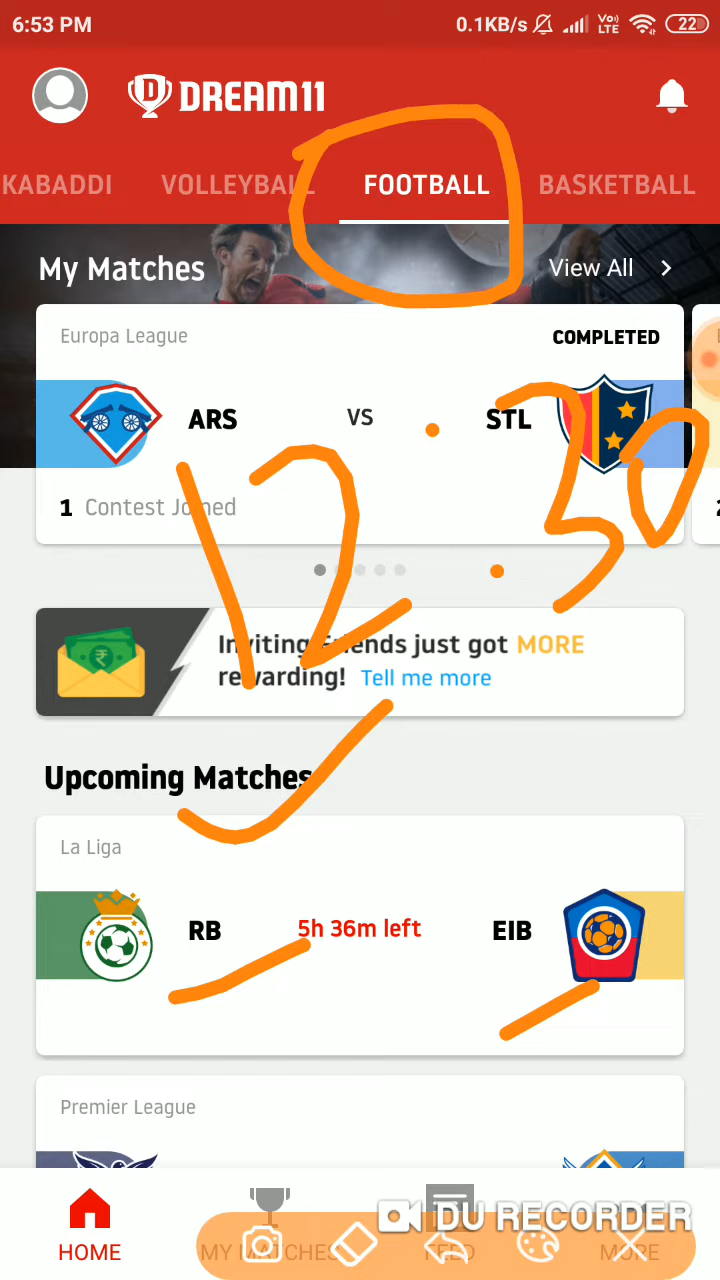 6:53 PM 0.1KB/s Vo) LTE 22
DREAM11
KABADDI VOLLEYBALL FOOTBALL BASKETBALL
My Matches View All
Europa League COMPLETED
ARS VS STL
12:30
1 Contest Joined
Inviting Friends just got MORE
rewarding! Tell me more
Upcoming Matches
La Liga
RB 5h 36m left EIB
Premier League
DU RECORDER
HOME MY MATCHES FEED MORE